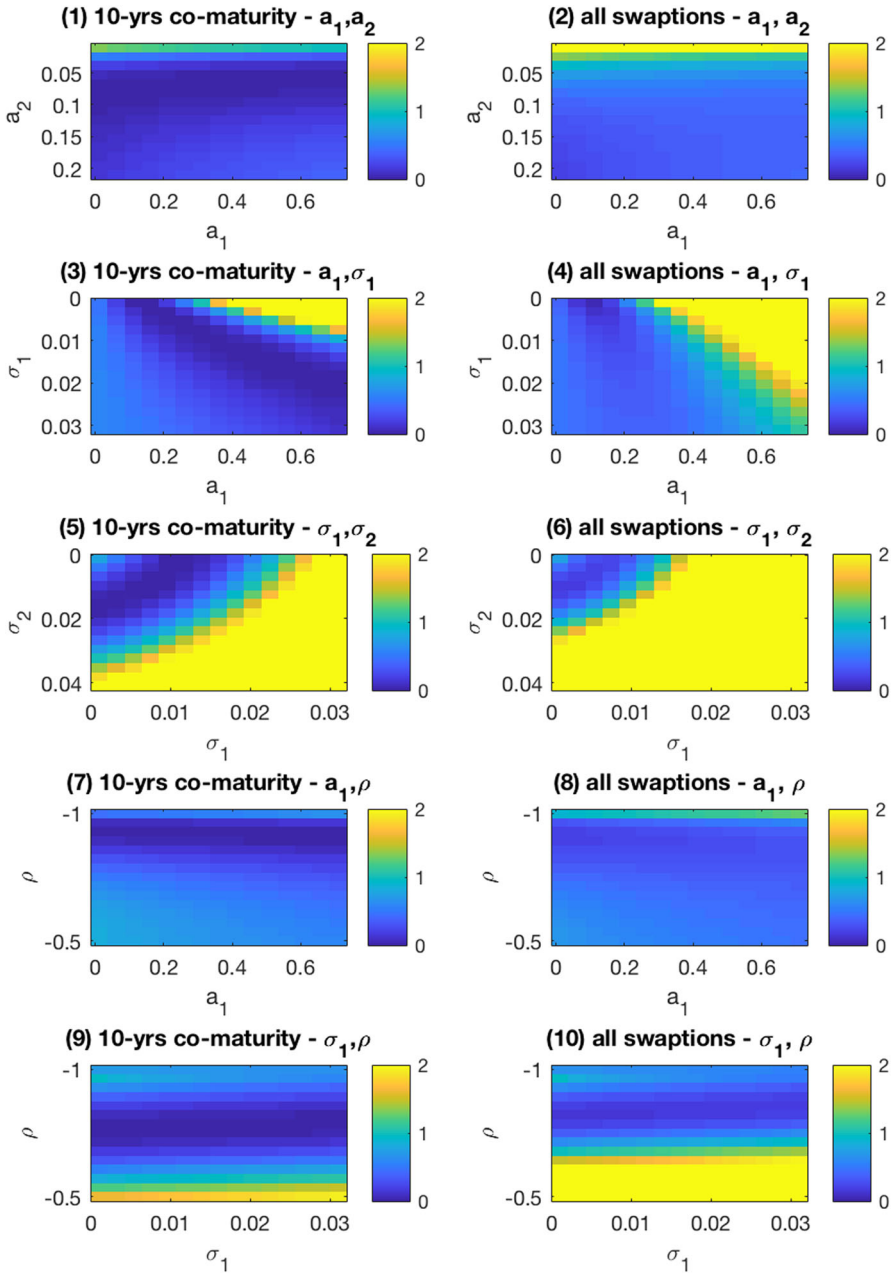 (1) 10-yrs co-maturity - a₁,a₂
(2) all swaptions - a₁, a₂
a₂
0.05
0.1
0.15
0.2
0 0.2 0.4 0.6
a₁
2
1
0
a₂
0.05
0.1
0.15
0.2
0 0.2 0.4 0.6
a₁
2
1
0
(3) 10-yrs co-maturity - a₁,σ₁
(4) all swaptions - a₁, σ₁
σ₁
0
0.01
0.02
0.03
0 0.2 0.4 0.6
a₁
2
1
0
σ₁
0
0.01
0.02
0.03
0 0.2 0.4 0.6
a₁
2
1
0
(5) 10-yrs co-maturity - σ₁,σ₂
(6) all swaptions - σ₁, σ₂
σ₂
0
0.02
0.04
0 0.01 0.02 0.03
σ₁
2
1
0
σ₂
0
0.02
0.04
0 0.01 0.02 0.03
σ₁
2
1
0
(7) 10-yrs co-maturity - a₁,ρ
(8) all swaptions - a₁, ρ
ρ
-1
-0.5
0 0.2 0.4 0.6
a₁
2
1
0
ρ
-1
-0.5
0 0.2 0.4 0.6
a₁
2
1
0
(9) 10-yrs co-maturity - σ₁,ρ
(10) all swaptions - σ₁, ρ
ρ
-1
-0.5
0 0.01 0.02 0.03
σ₁
2
1
0
ρ
-1
-0.5
0 0.01 0.02 0.03
σ₁
2
1
0